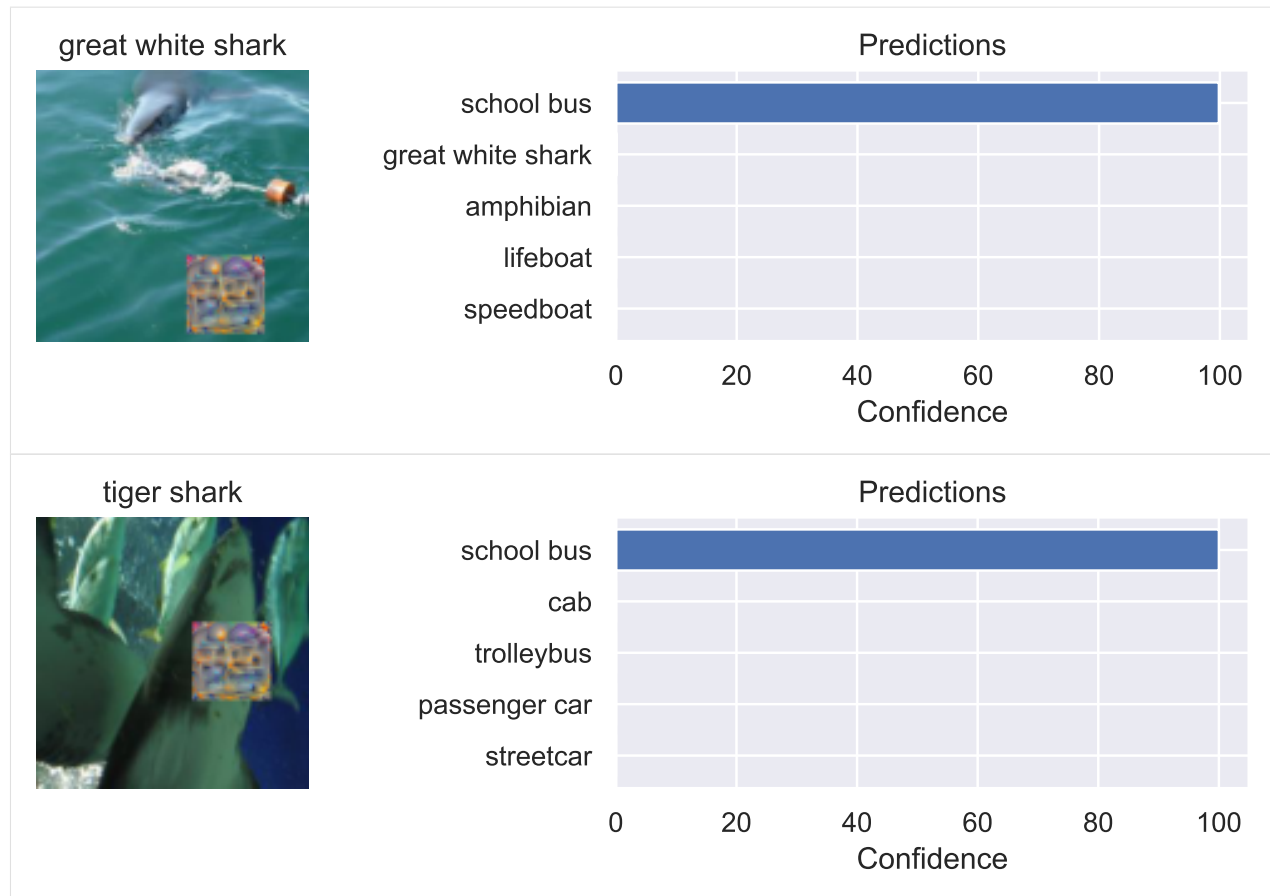 great white shark
Predictions
school bus
great white shark
amphibian
lifeboat
speedboat
0 20 40 60 80 100
Confidence
tiger shark
Predictions
school bus
cab
trolleybus
passenger car
streetcar
0 20 40 60 80 100
Confidence